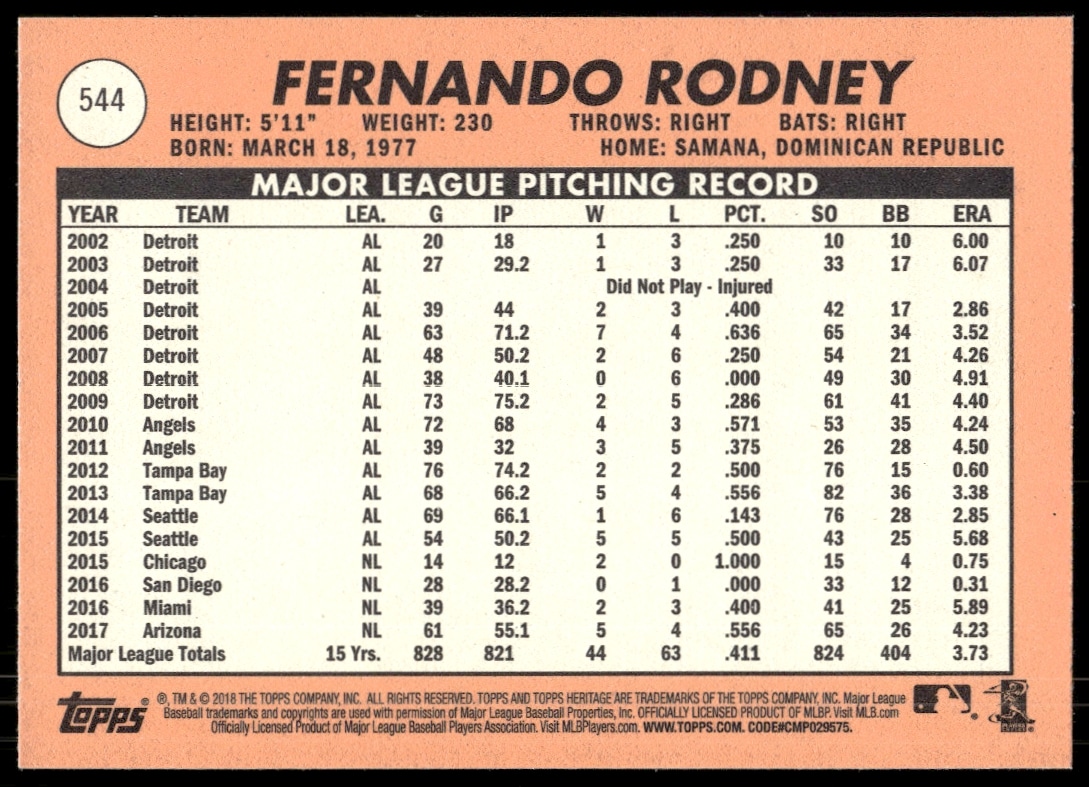 544
FERNANDO RODNEY
HEIGHT: 5'11" WEIGHT: 230 THROWS: RIGHT BATS: RIGHT
BORN: MARCH 18, 1977 HOME: SAMANA, DOMINICAN REPUBLIC
MAJOR LEAGUE PITCHING RECORD
YEAR TEAM LEA. G IP W L PCT. SO BB ERA
2002 Detroit AL 20 18 1 3 .250 10 10 6.00
2003 Detroit AL 27 29.2 1 3 .250 33 17 6.07
2004 Detroit AL Did Not Play - Injured
2005 Detroit AL 39 44 2 3 .400 42 17 2.86
2006 Detroit AL 63 71.2 7 4 .636 65 34 3.52
2007 Detroit AL 48 50.2 2 6 .250 54 21 4.26
2008 Detroit AL 38 40.1 0 6 .000 49 30 4.91
2009 Detroit AL 73 75.2 2 5 .286 61 41 4.40
2010 Angels AL 72 68 4 3 .571 53 35 4.24
2011 Angels AL 39 32 3 5 .375 26 28 4.50
2012 Tampa Bay AL 76 74.2 2 2 .500 76 15 0.60
2013 Tampa Bay AL 68 66.2 5 4 .556 82 36 3.38
2014 Seattle AL 69 66.1 1 6 .143 76 28 2.85
2015 Seattle AL 54 50.2 5 5 .500 43 25 5.68
2015 Chicago NL 14 12 2 0 1.000 15 4 0.75
2016 San Diego NL 28 28.2 0 1 .000 33 12 0.31
2016 Miami NL 39 36.2 2 3 .400 41 25 5.89
2017 Arizona NL 61 55.1 5 4 .556 65 26 4.23
Major League Totals 15 Yrs. 828 821 44 63 .411 824 404 3.73
Topps® ®, TM & © 2018 THE TOPPS COMPANY, INC. ALL RIGHTS RESERVED. TOPPS AND TOPPS HERITAGE ARE TRADEMARKS OF THE TOPPS COMPANY, INC. Major League
Baseball trademarks and copyrights are used with permission of Major League Baseball Properties, Inc. OFFICIALLY LICENSED PRODUCT OF MLBP. Visit MLB.com
Officially Licensed Product of Major League Baseball Players Association. Visit MLBPlayers.com. WWW.TOPPS.COM. CODE#CMP029575.